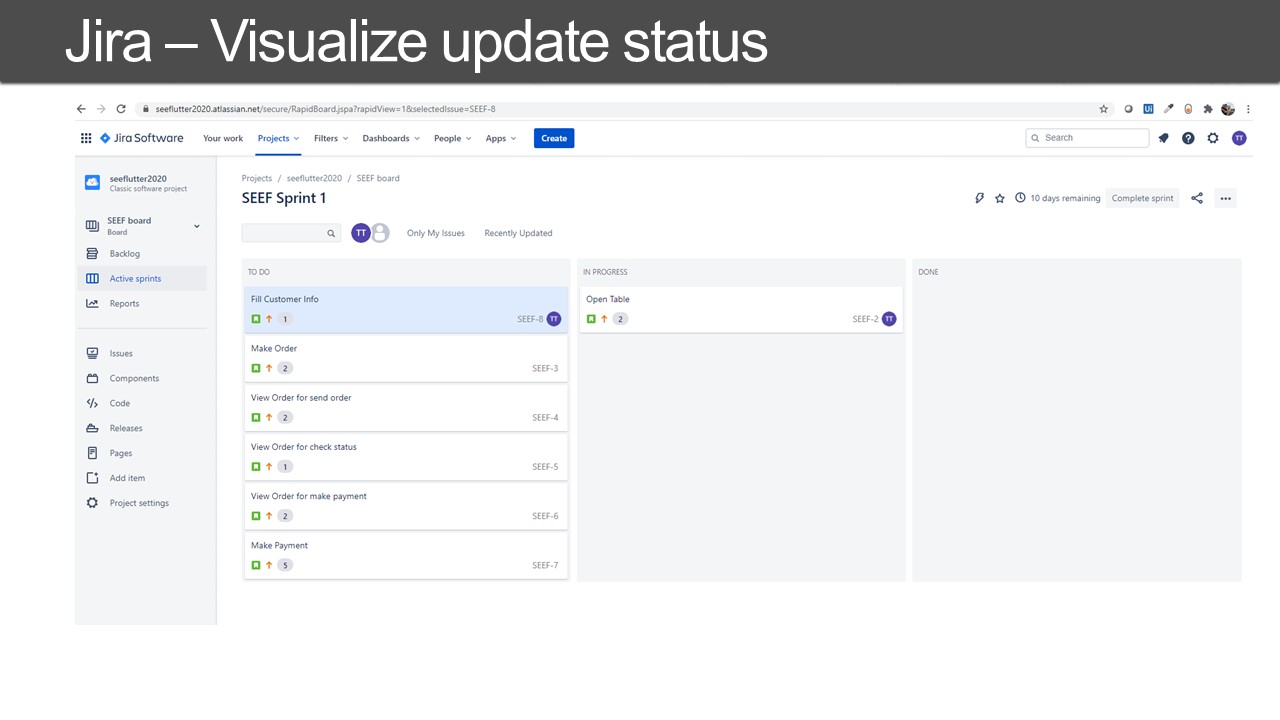 Jira – Visualize update status
seeflutter2020.atlassian.net/secure/RapidBoard.jspa?rapidView=1&selectedIssue=SEEF-8
Jira Software Your work Projects Filters Dashboards People Apps Create Search TT
seeflutter2020
Classic software project
SEEF board
Board
Backlog
Active sprints
Reports
Issues
Components
Code
Releases
Pages
Add item
Project settings
Projects / seeflutter2020 / SEEF board
SEEF Sprint 1
10 days remaining Complete sprint
TT Only My Issues Recently Updated
TO DO
Fill Customer Info
1 SEEF-8 TT
Make Order
2 SEEF-3
View Order for send order
2 SEEF-4
View Order for check status
1 SEEF-5
View Order for make payment
2 SEEF-6
Make Payment
5 SEEF-7
IN PROGRESS
Open Table
2 SEEF-2 TT
DONE